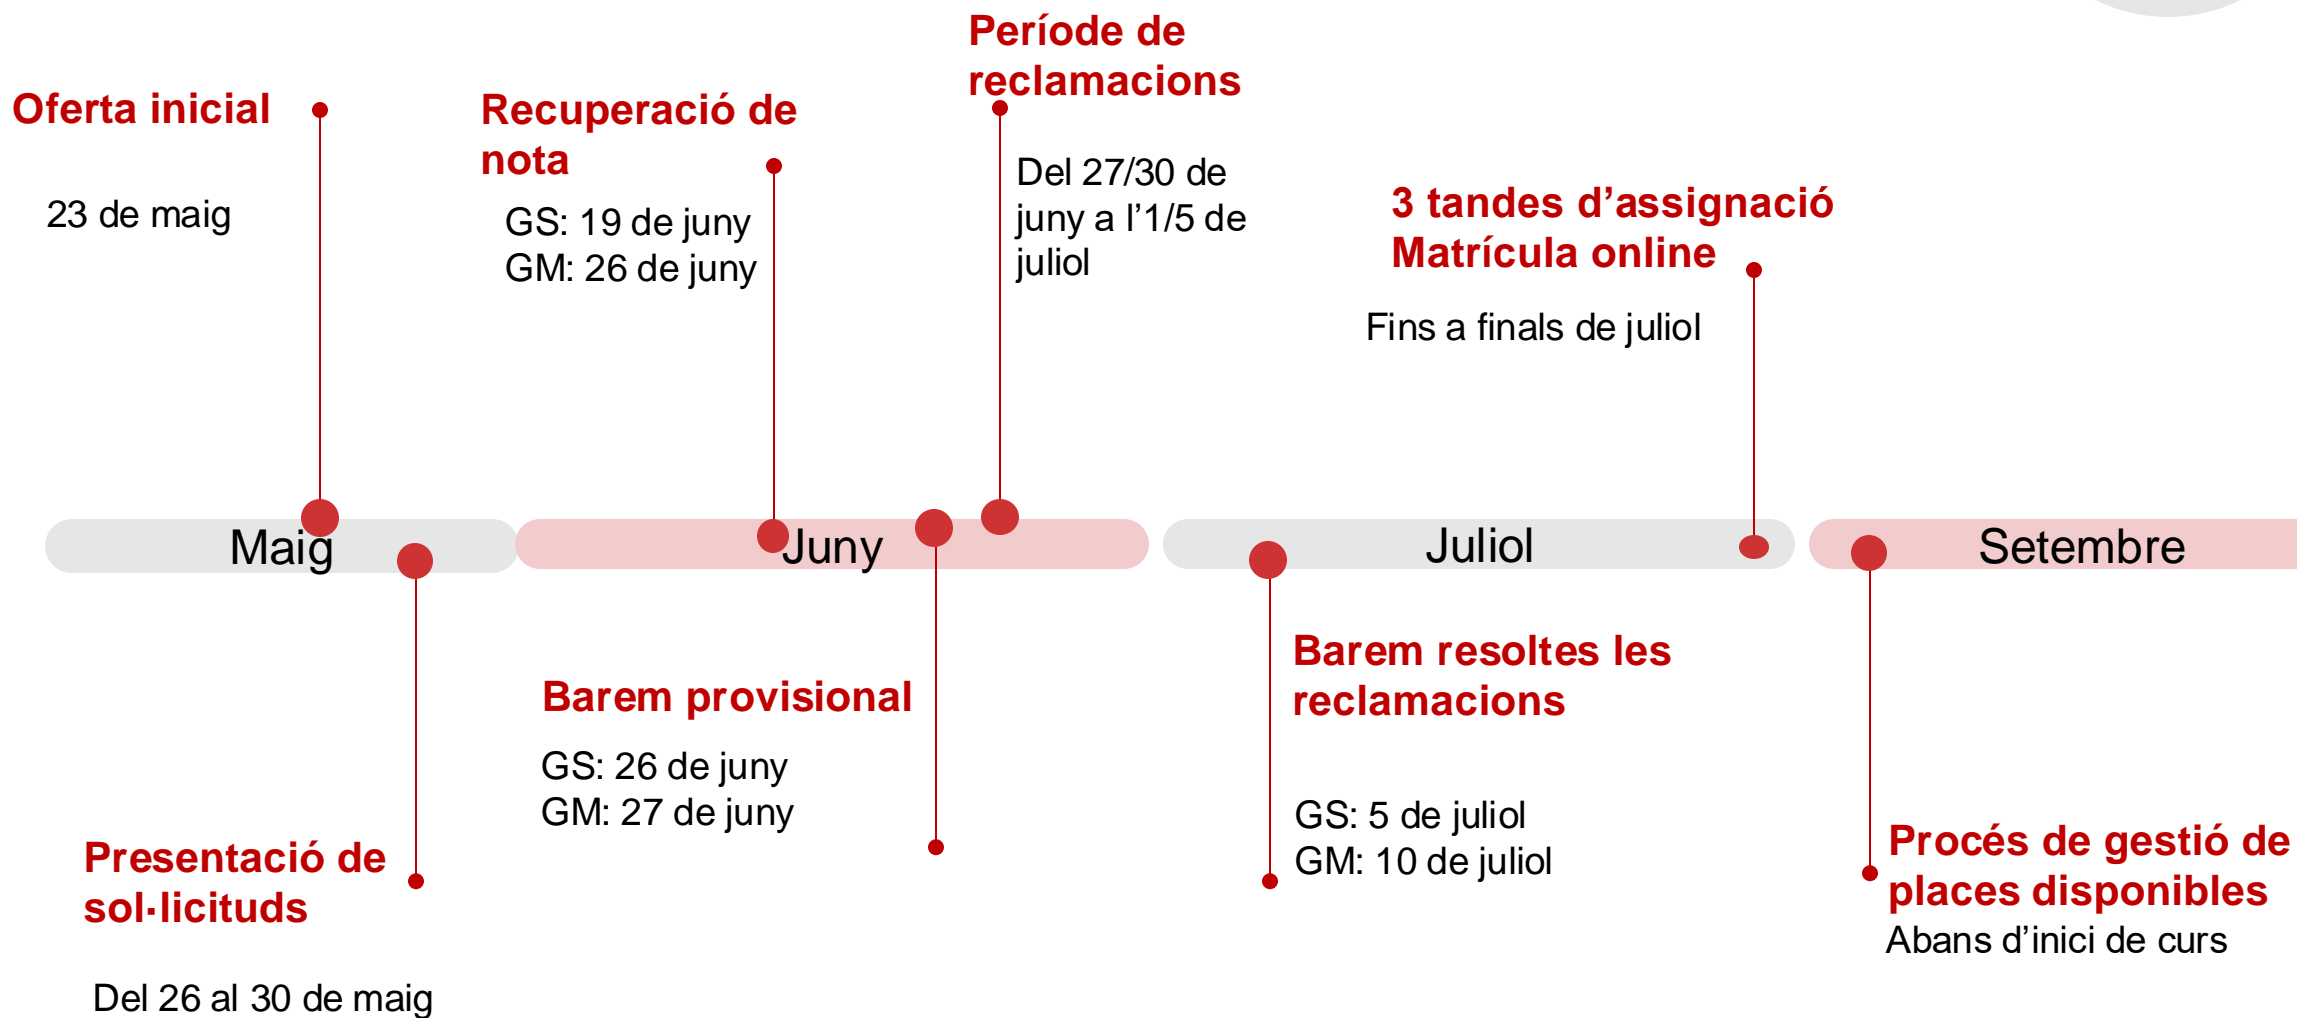 Oferta inicial
23 de maig
Recuperació de
nota
GS: 19 de juny
GM: 26 de juny
Període de
reclamacions
Del 27/30 de
juny a l’1/5 de
juliol
3 tandes d’assignació
Matrícula online
Fins a finals de juliol
Maig
Juny
Juliol
Setembre
Presentació de
sol·licituds
Del 26 al 30 de maig
Barem provisional
GS: 26 de juny
GM: 27 de juny
Barem resoltes les
reclamacions
GS: 5 de juliol
GM: 10 de juliol
Procés de gestió de
places disponibles
Abans d’inici de curs